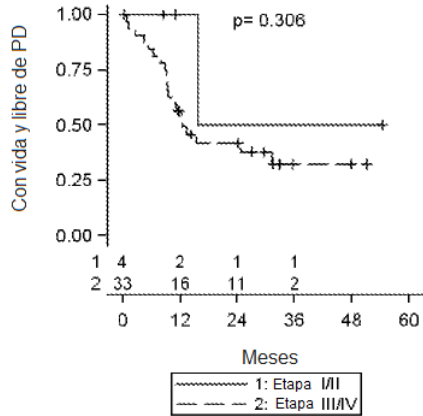 p= 0.306
Con vida y libre de PD
1.00
0.75
0.50
0.25
0.00
1 4 2 1 1
2 33 16 11 2
0 12 24 36 48 60
Meses
1: Etapa I/II
2: Etapa III/IV